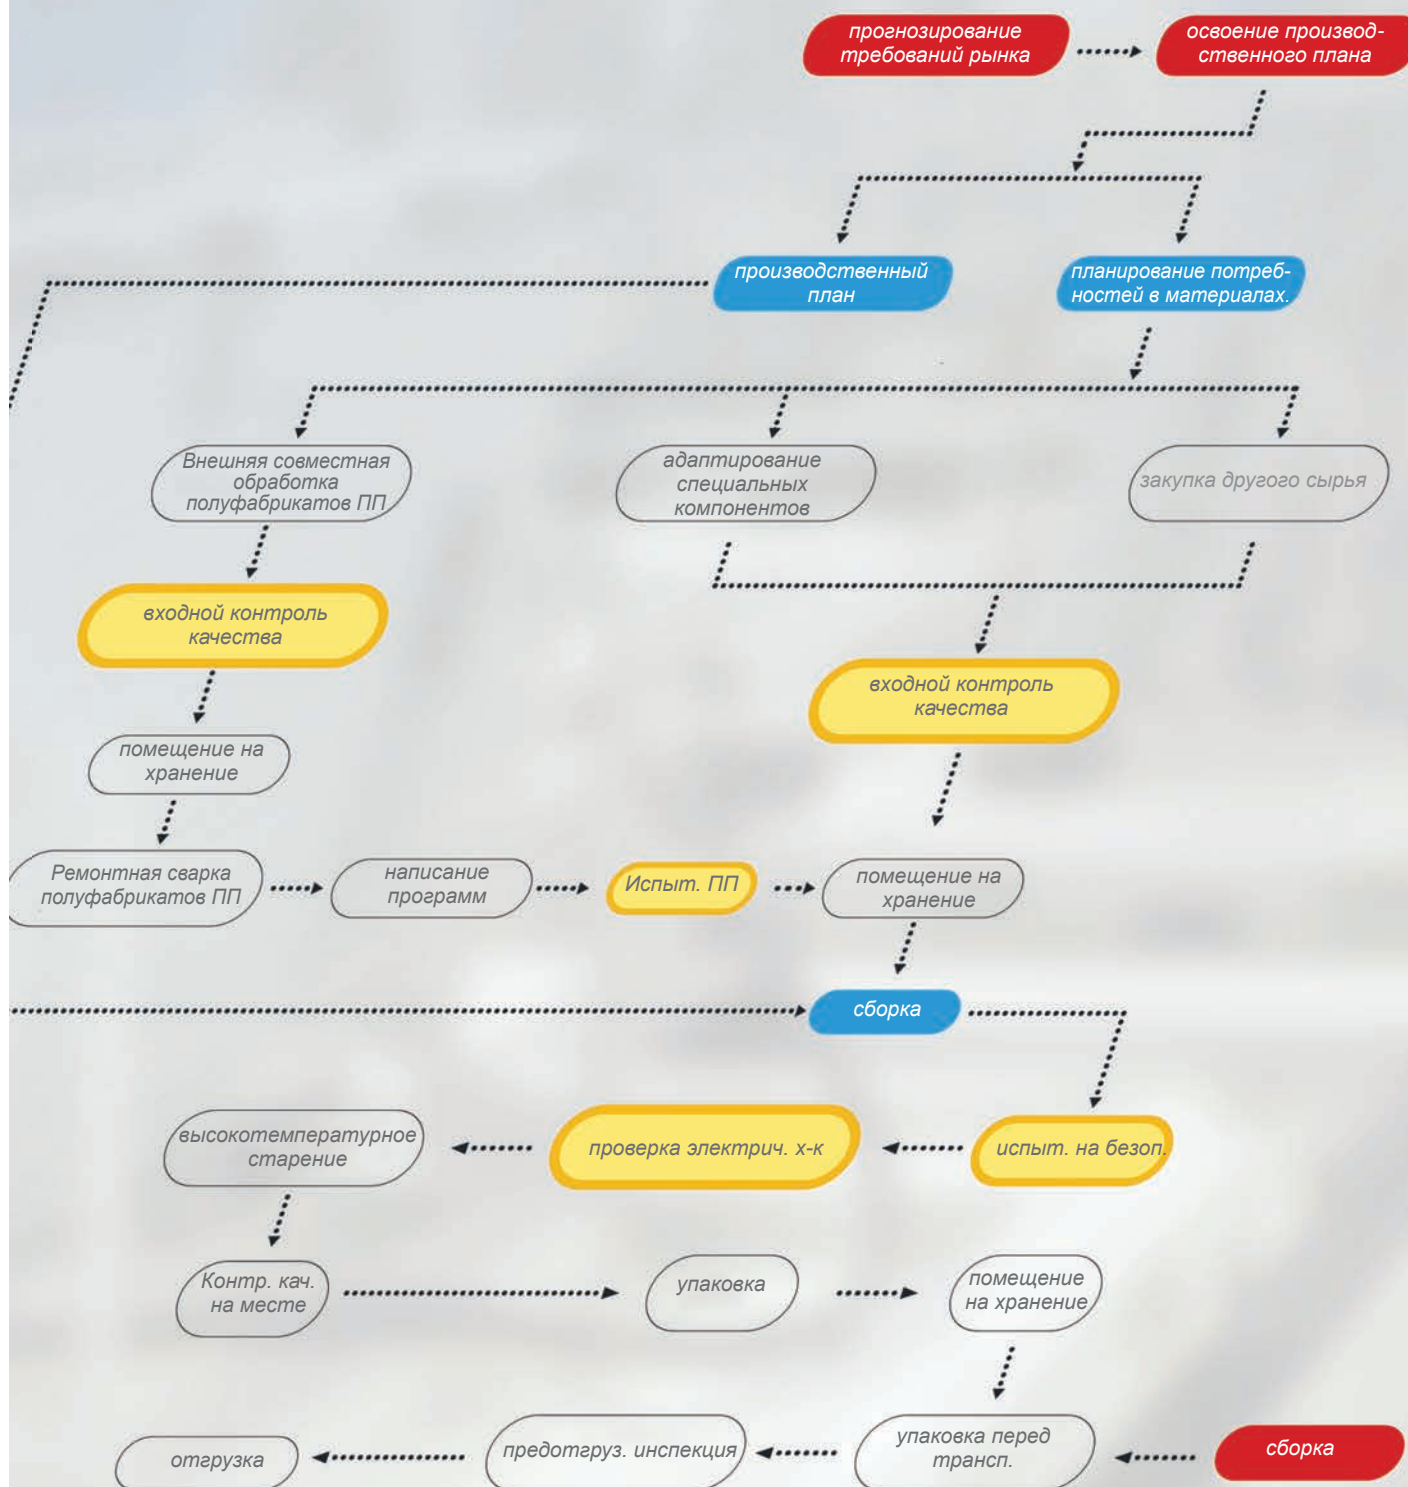 прогнозирование
требований рынка
освоение производ-
ственного плана
производственный
план
планирование потреб-
ностей в материалах.
Внешняя совместная
обработка
полуфабрикатов ПП
адаптирование
специальных
компонентов
закупка другого сырья
входной контроль
качества
входной контроль
качества
помещение на
хранение
Ремонтная сварка
полуфабрикатов ПП
написание
программ
Испыт. ПП
помещение на
хранение
сборка
высокотемпературное
старение
проверка электрич. х-к
испыт. на безоп.
Контр. кач.
на месте
упаковка
помещение
на хранение
отгрузка
предотгруз. инспекция
упаковка перед
трансп.
сборка